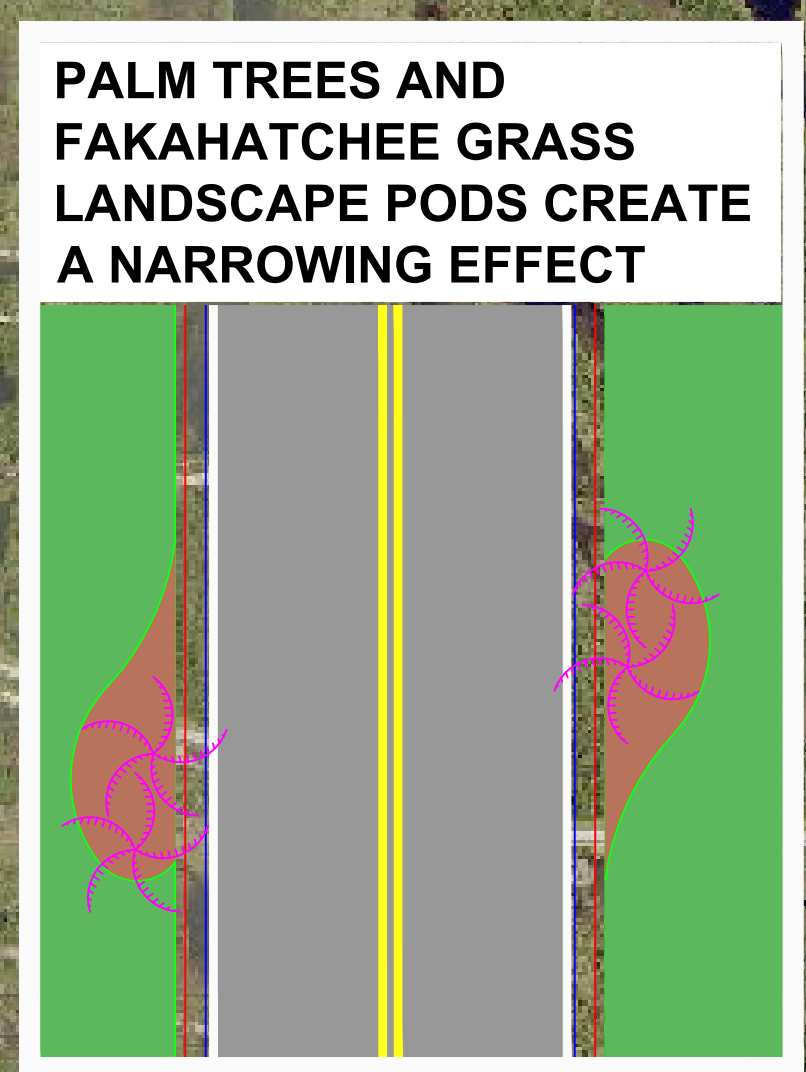 PALM TREES AND
FAKAHATCHEE GRASS
LANDSCAPE PODS CREATE
A NARROWING EFFECT